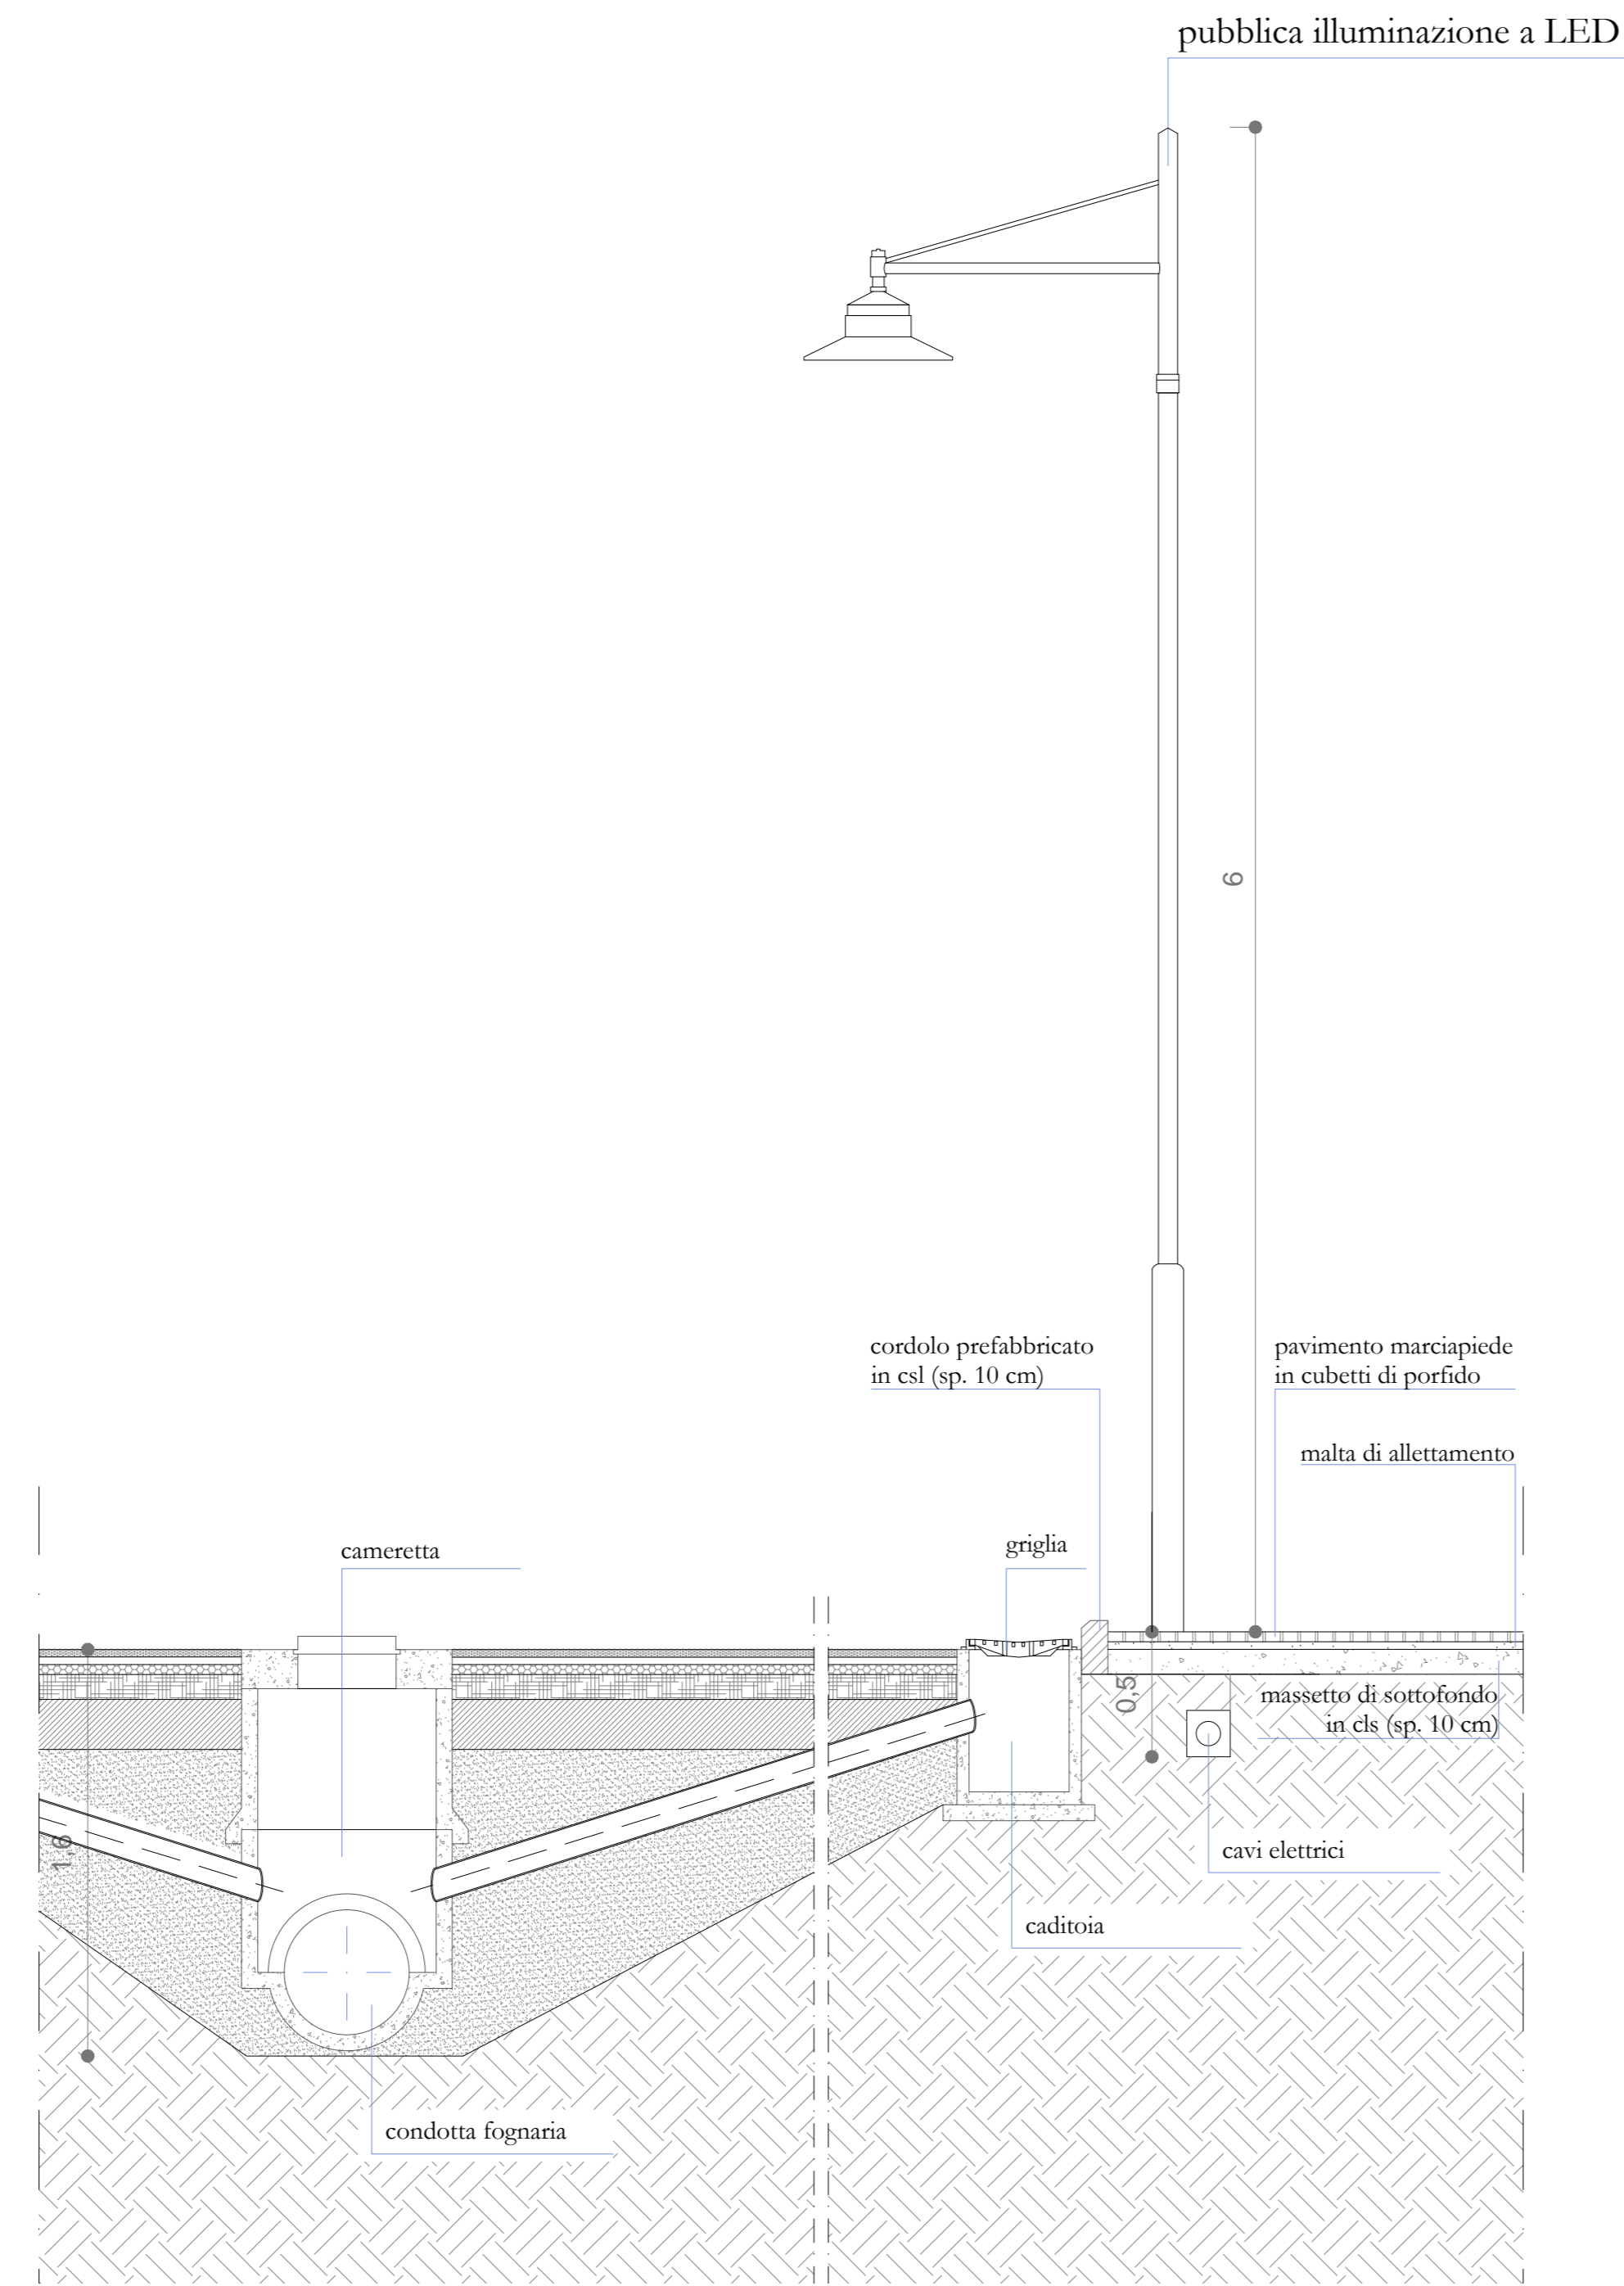 pubblica illuminazione a LED
6
cordolo prefabbricato
in csl (sp. 10 cm)
pavimento marciapiede
in cubetti di porfido
malta di allettamento
cameretta
griglia
0,5
massetto di sottofondo
in cls (sp. 10 cm)
1,6
cavi elettrici
caditoia
condotta fognaria